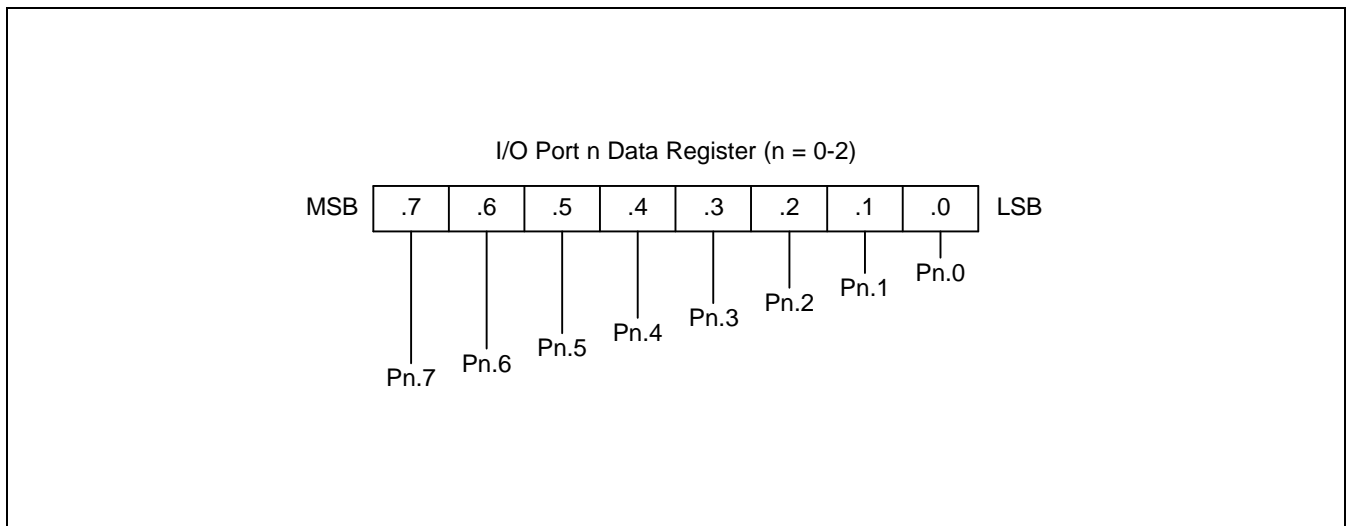 I/O Port n Data Register (n = 0-2)
MSB .7 .6 .5 .4 .3 .2 .1 .0 LSB
Pn.0
Pn.1
Pn.2
Pn.3
Pn.4
Pn.5
Pn.6
Pn.7